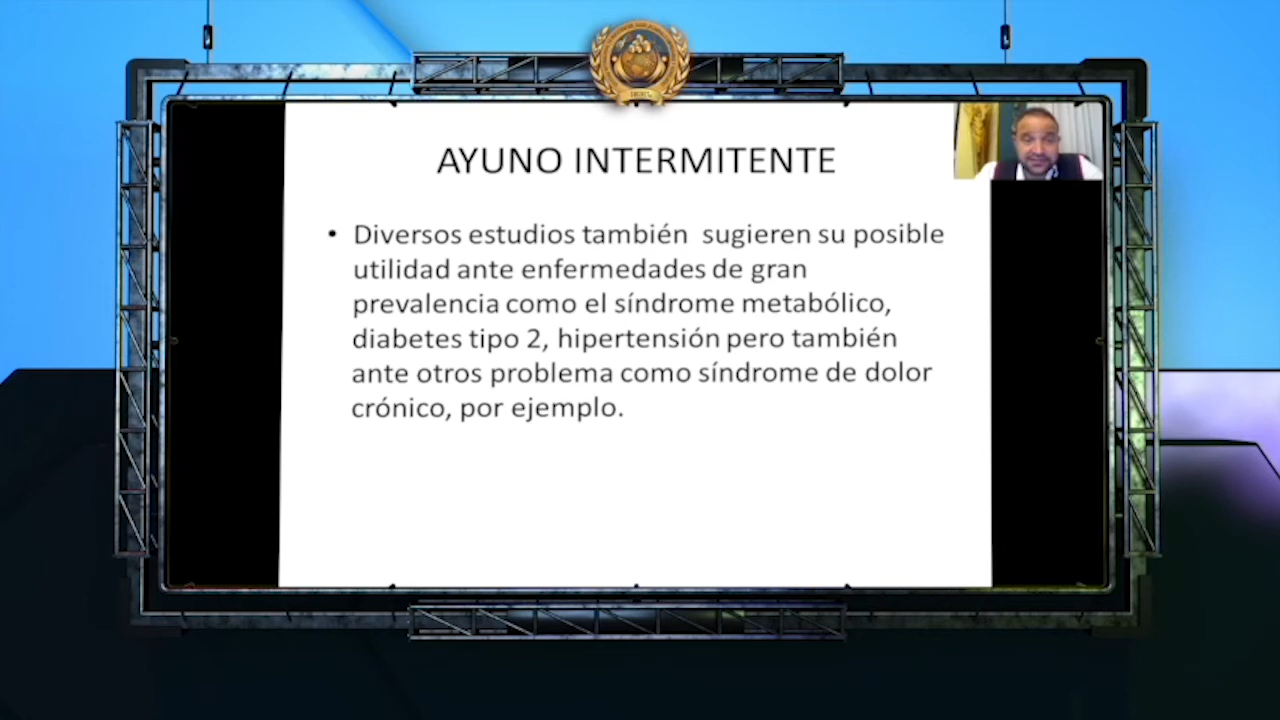 AYUNO INTERMITENTE
• Diversos estudios también sugieren su posible
utilidad ante enfermedades de gran
prevalencia como el síndrome metabólico,
diabetes tipo 2, hipertensión pero también
ante otros problema como síndrome de dolor
crónico, por ejemplo.